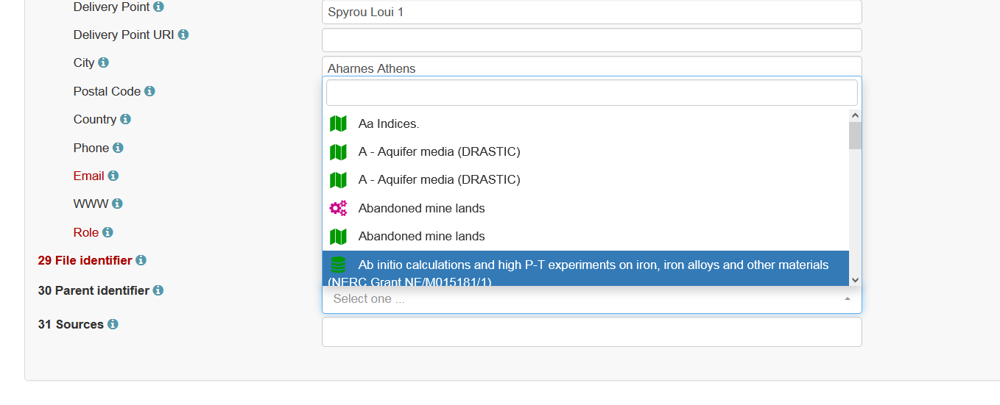 Delivery Point
Spyrou Loui 1
Delivery Point URI
City
Aharnes Athens
Postal Code
Country
Phone
Email
WWW
Role
29 File identifier
30 Parent identifier
31 Sources
Aa Indices.
A - Aquifer media (DRASTIC)
A - Aquifer media (DRASTIC)
Abandoned mine lands
Abandoned mine lands
Ab initio calculations and high P-T experiments on iron, iron alloys and other materials
(NERC Grant NE/M015181/1)
Select one ...